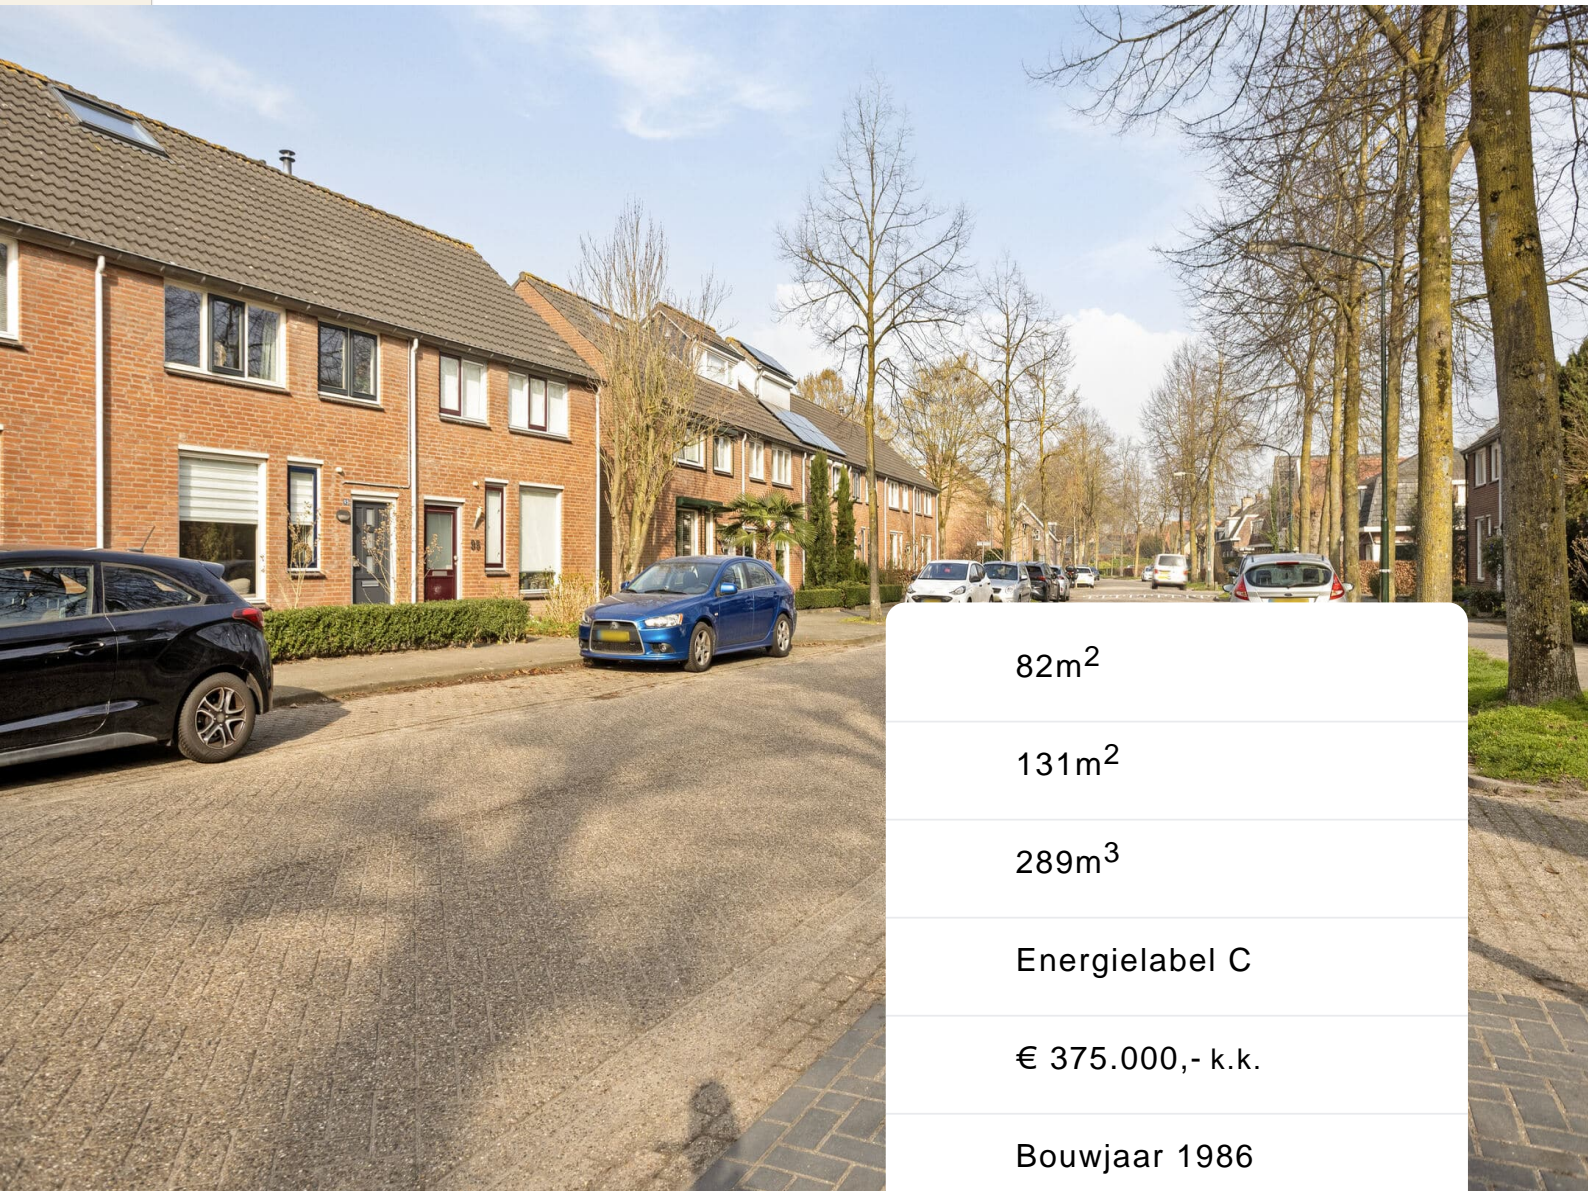 82m²
131m²
289m³
Energielabel C
€ 375.000,- k.k.
Bouwjaar 1986